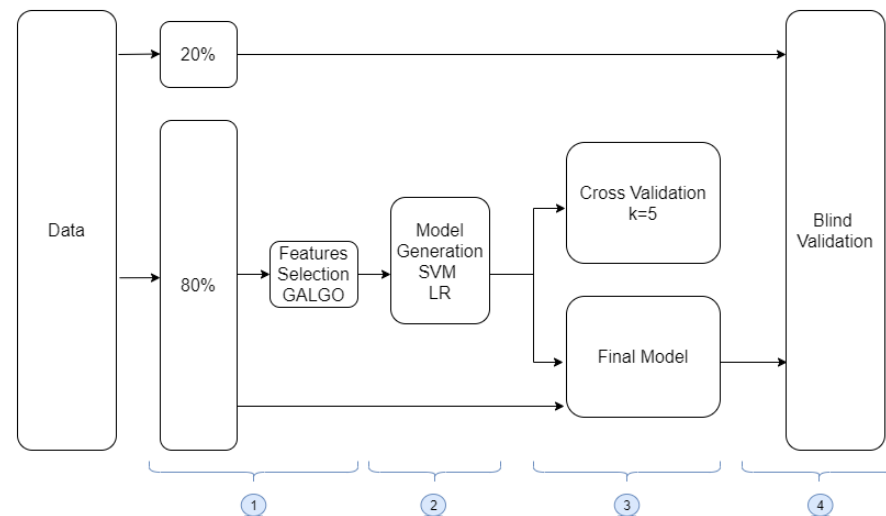 Data
20%
80%
Features
Selection
GALGO
Model
Generation
SVM
LR
Cross Validation
k=5
Final Model
Blind
Validation
1
2
3
4